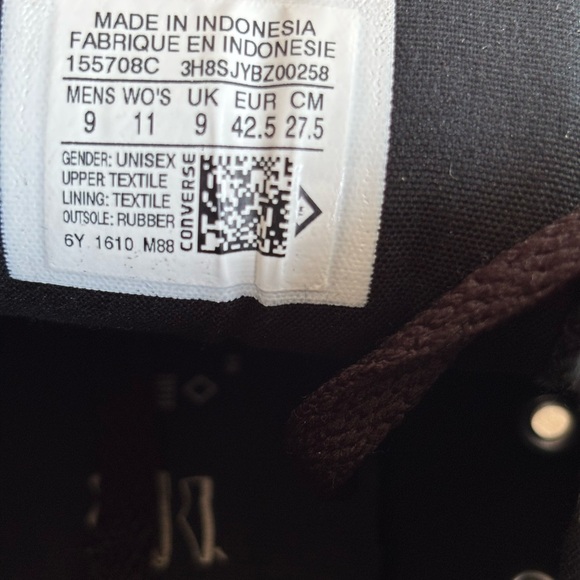 MADE IN INDONESIA
FABRIQUE EN INDONESIE
155708C 3H8SJYBZ00258
MENS WO'S UK EUR CM
9 11 9 42.5 27.5
GENDER: UNISEX
UPPER: TEXTILE
LINING: TEXTILE
OUTSOLE: RUBBER
6Y 1610 M88
CONVERSE